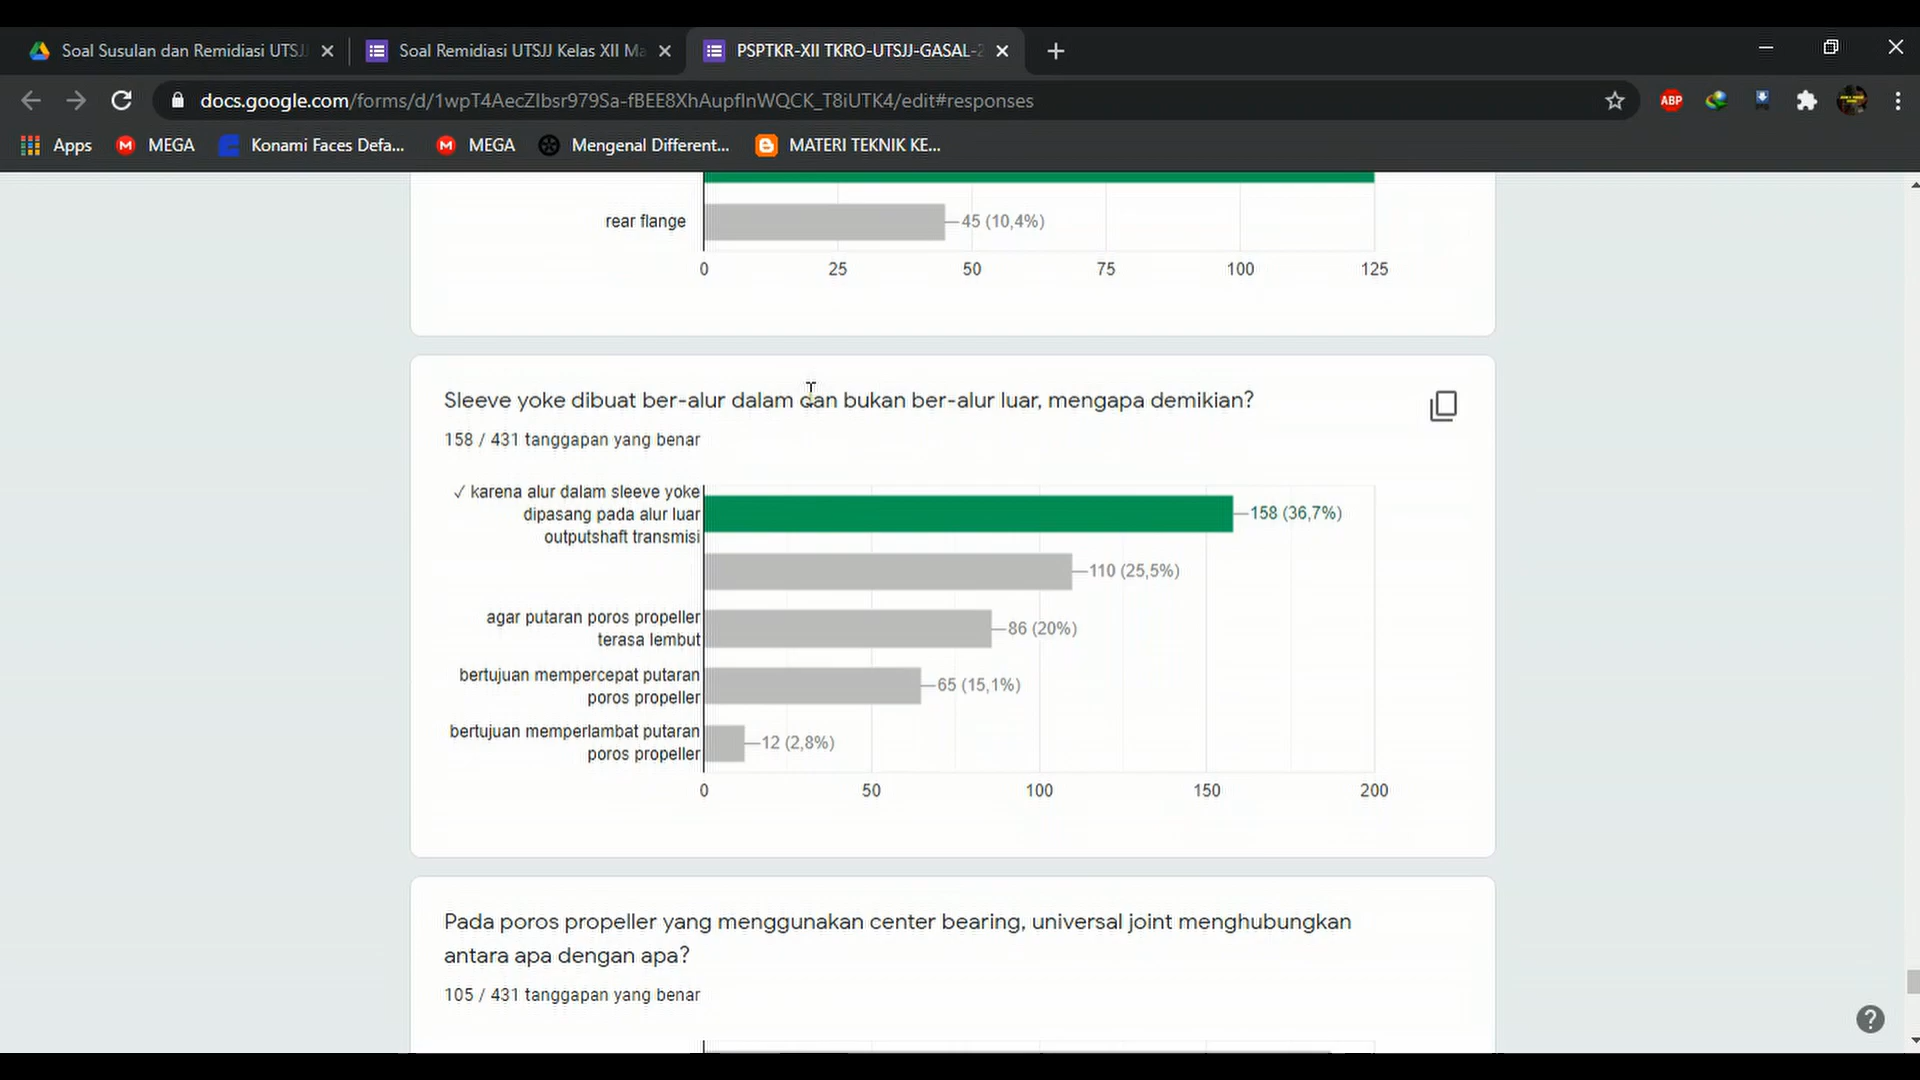 Soal Susulan dan Remidiasi UTSJ
Soal Remidiasi UTSJJ Kelas XII Ma
PSPTKR-XII TKRO-UTSJJ-GASAL-2
docs.google.com/forms/d/1wpT4AecZIbsr979Sa-fBEE8XhAupfInWQCK_T8iUTK4/edit#responses
ABP
Apps
MEGA
Konami Faces Defa...
MEGA
Mengenal Different...
MATERI TEKNIK KE...
rear flange
45 (10,4%)
0 25 50 75 100 125
Sleeve yoke dibuat ber-alur dalam dan bukan ber-alur luar, mengapa demikian?
158 / 431 tanggapan yang benar
✓ karena alur dalam sleeve yoke
dipasang pada alur luar
outputshaft transmisi
158 (36,7%)
110 (25,5%)
agar putaran poros propeller
terasa lembut
86 (20%)
bertujuan mempercepat putaran
poros propeller
65 (15,1%)
bertujuan memperlambat putaran
poros propeller
12 (2,8%)
0 50 100 150 200
Pada poros propeller yang menggunakan center bearing, universal joint menghubungkan
antara apa dengan apa?
105 / 431 tanggapan yang benar